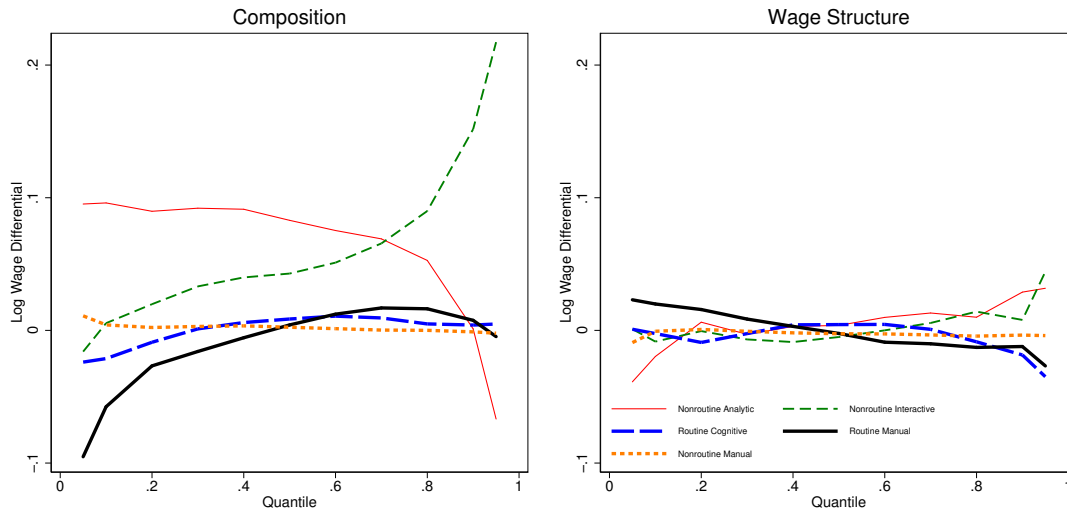 Composition
Wage Structure
Log Wage Differential
.2
.1
0
-.1
0
.2
.4
.6
.8
1
Quantile
Log Wage Differential
.2
.1
0
-.1
Nonroutine Analytic
Nonroutine Interactive
Routine Cognitive
Routine Manual
Nonroutine Manual
0
.2
.4
.6
.8
1
Quantile